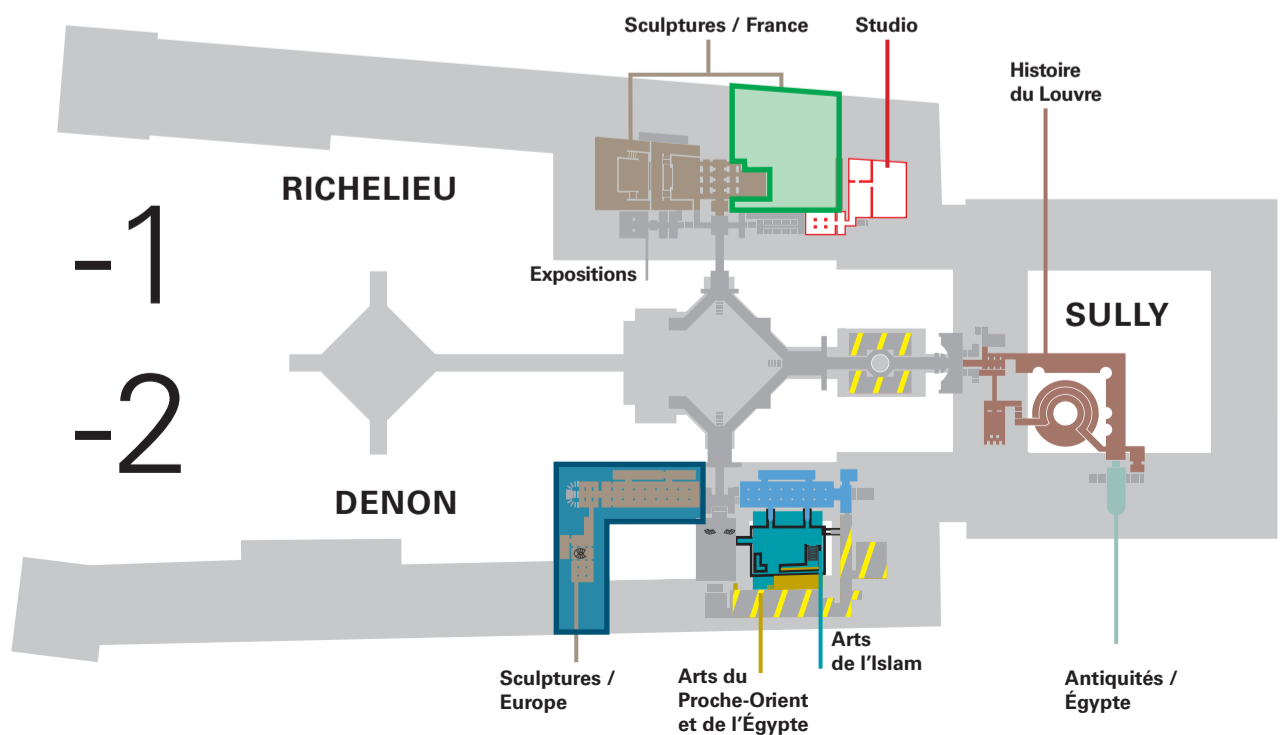 Sculptures / France
Studio
Histoire
du Louvre
RICHELIEU
-1
Expositions
SULLY
-2
DENON
Sculptures /
Europe
Arts du
Proche-Orient
et de l’Égypte
Arts
de l’Islam
Antiquités /
Égypte